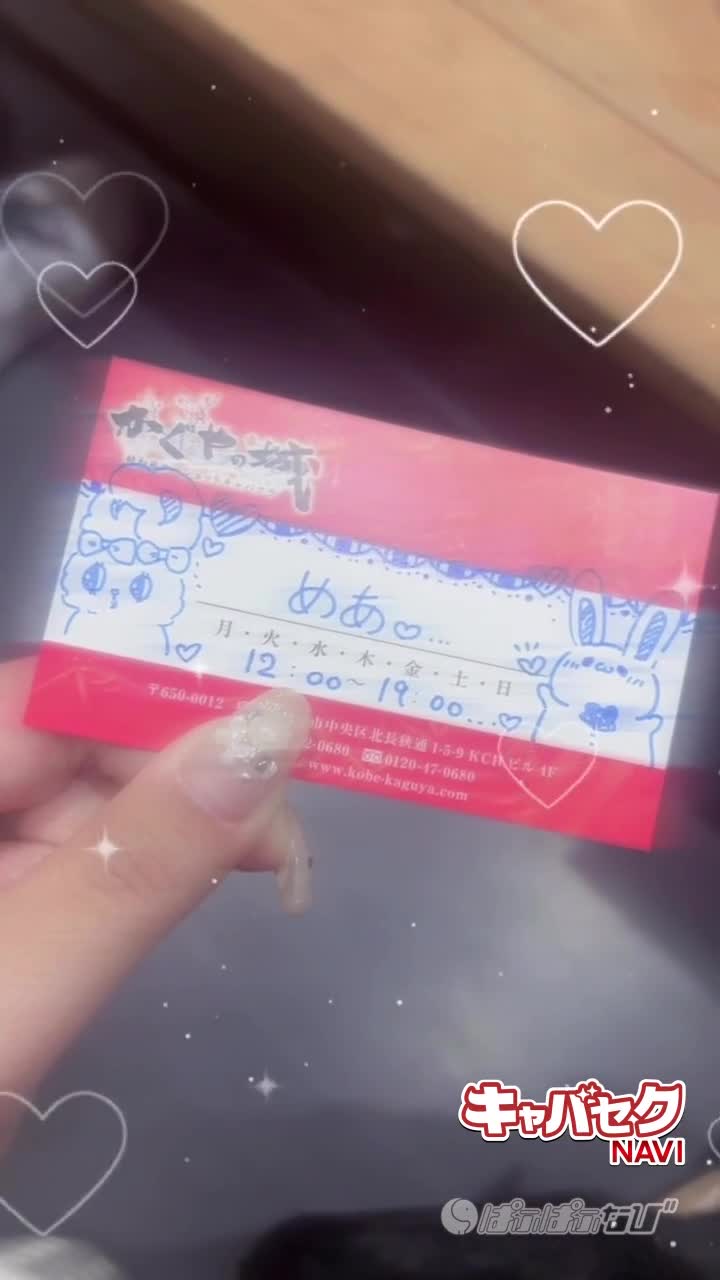 かぐやの城
めあ♡...
月・火・水・木・金・土・日
12:00~19:00...♡
〒650-0012 中央区北長狭通1-5-9 KCHビル4F
2-0680 0120-47-0680
www.kobe-kaguya.com
キャバセク
NAVI
ぱふぱふなび